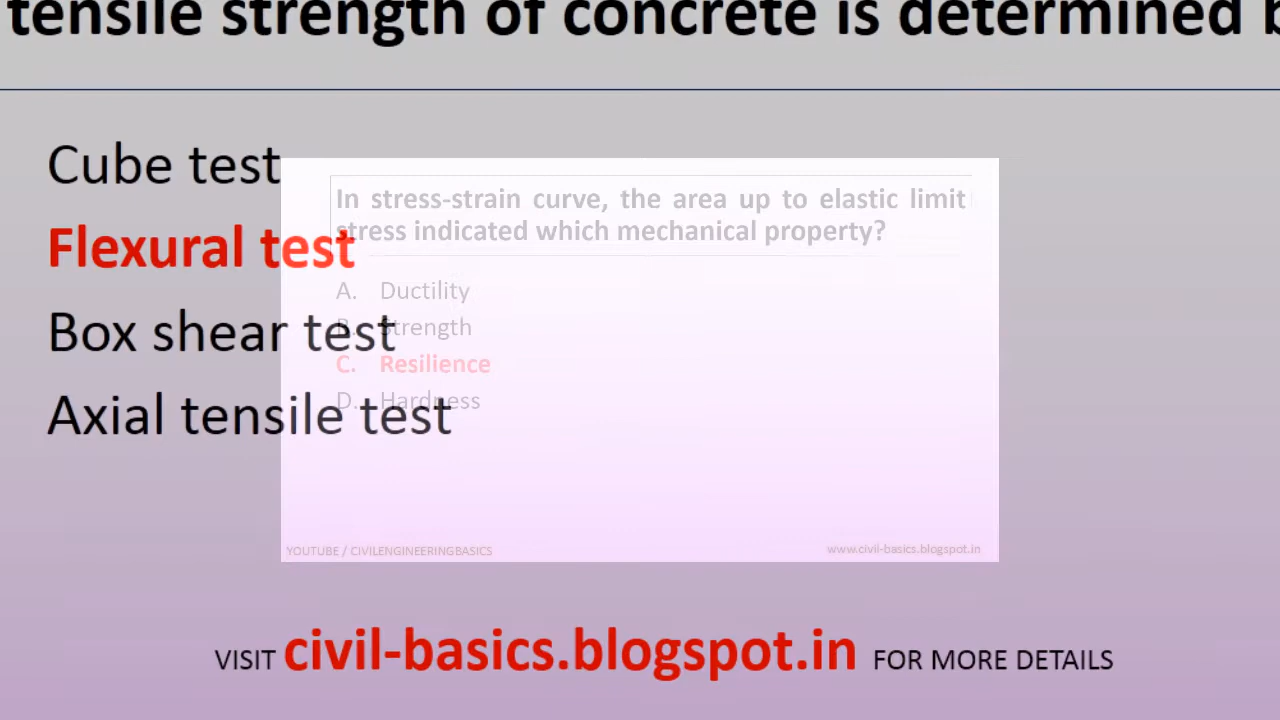 tensile strength of concrete is determined
Cube test
Flexural test
Box shear test
Axial tensile test
In stress-strain curve, the area up to elastic limit
stress indicated which mechanical property?
A. Ductility
B. Strength
C. Resilience
D. Hardness
YOUTUBE / CIVILENGINEERINGBASICS
www.civil-basics.blogspot.in
VISIT civil-basics.blogspot.in FOR MORE DETAILS